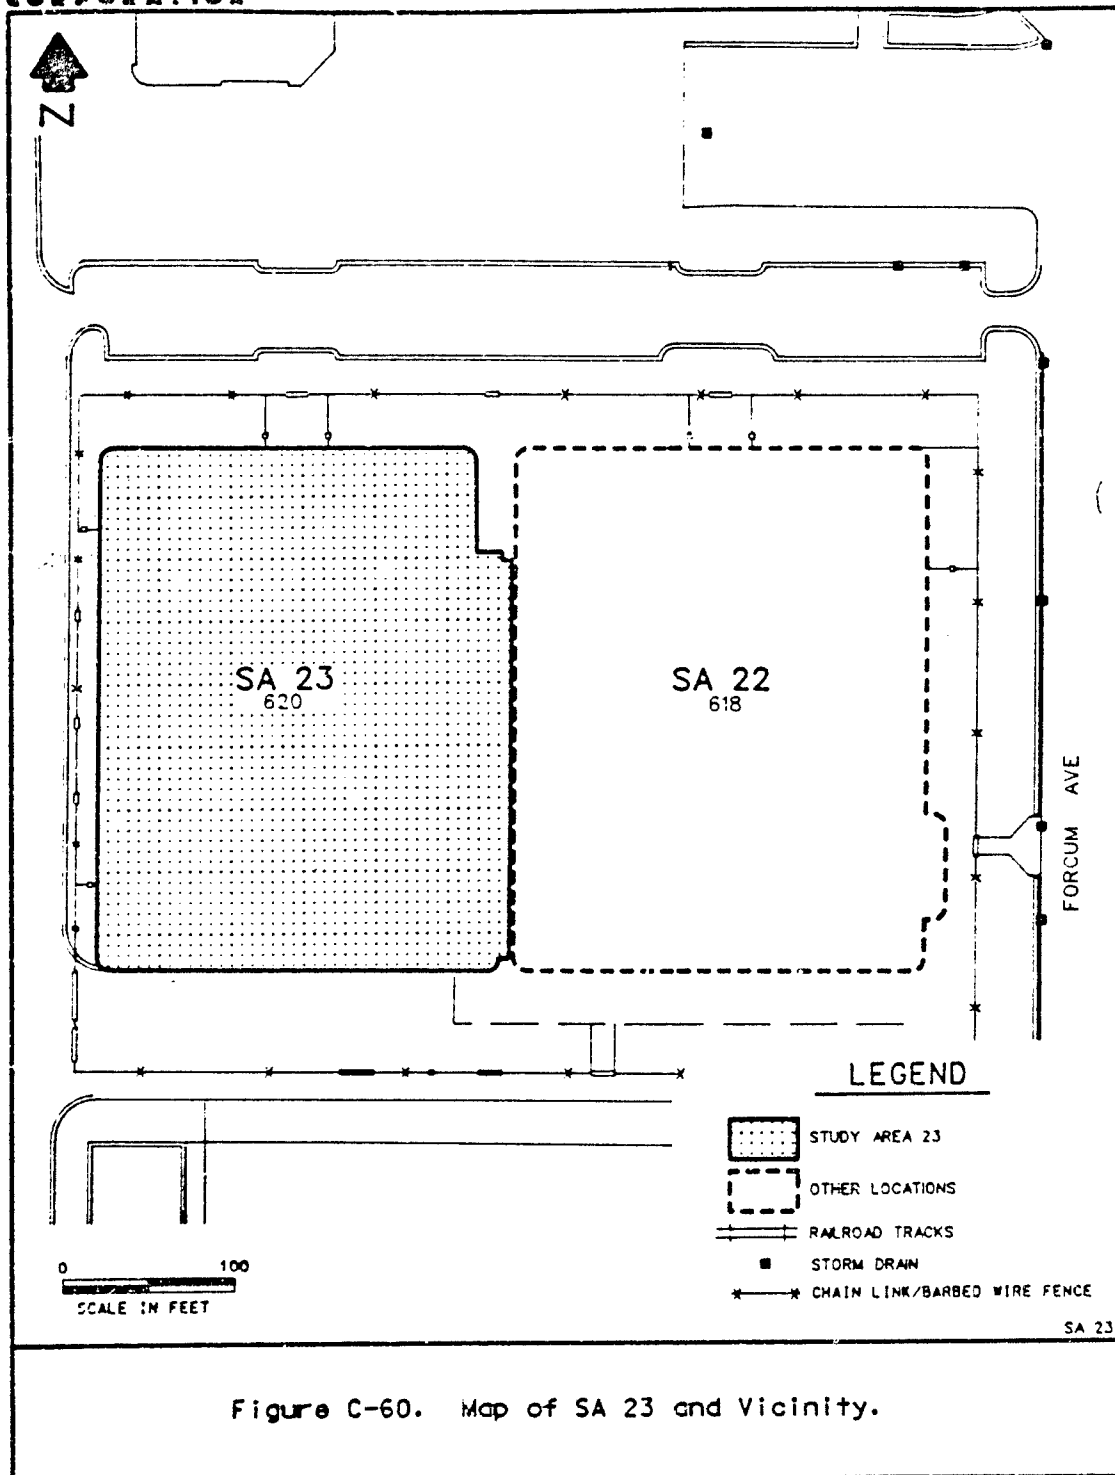 CORPORATION
N
SA 23
620
SA 22
618
FORCUM AVE
LEGEND
STUDY AREA 23
OTHER LOCATIONS
RAILROAD TRACKS
STORM DRAIN
CHAIN LINK/BARBED WIRE FENCE
0 100
SCALE IN FEET
SA 23
Figure C-60. Map of SA 23 and Vicinity.